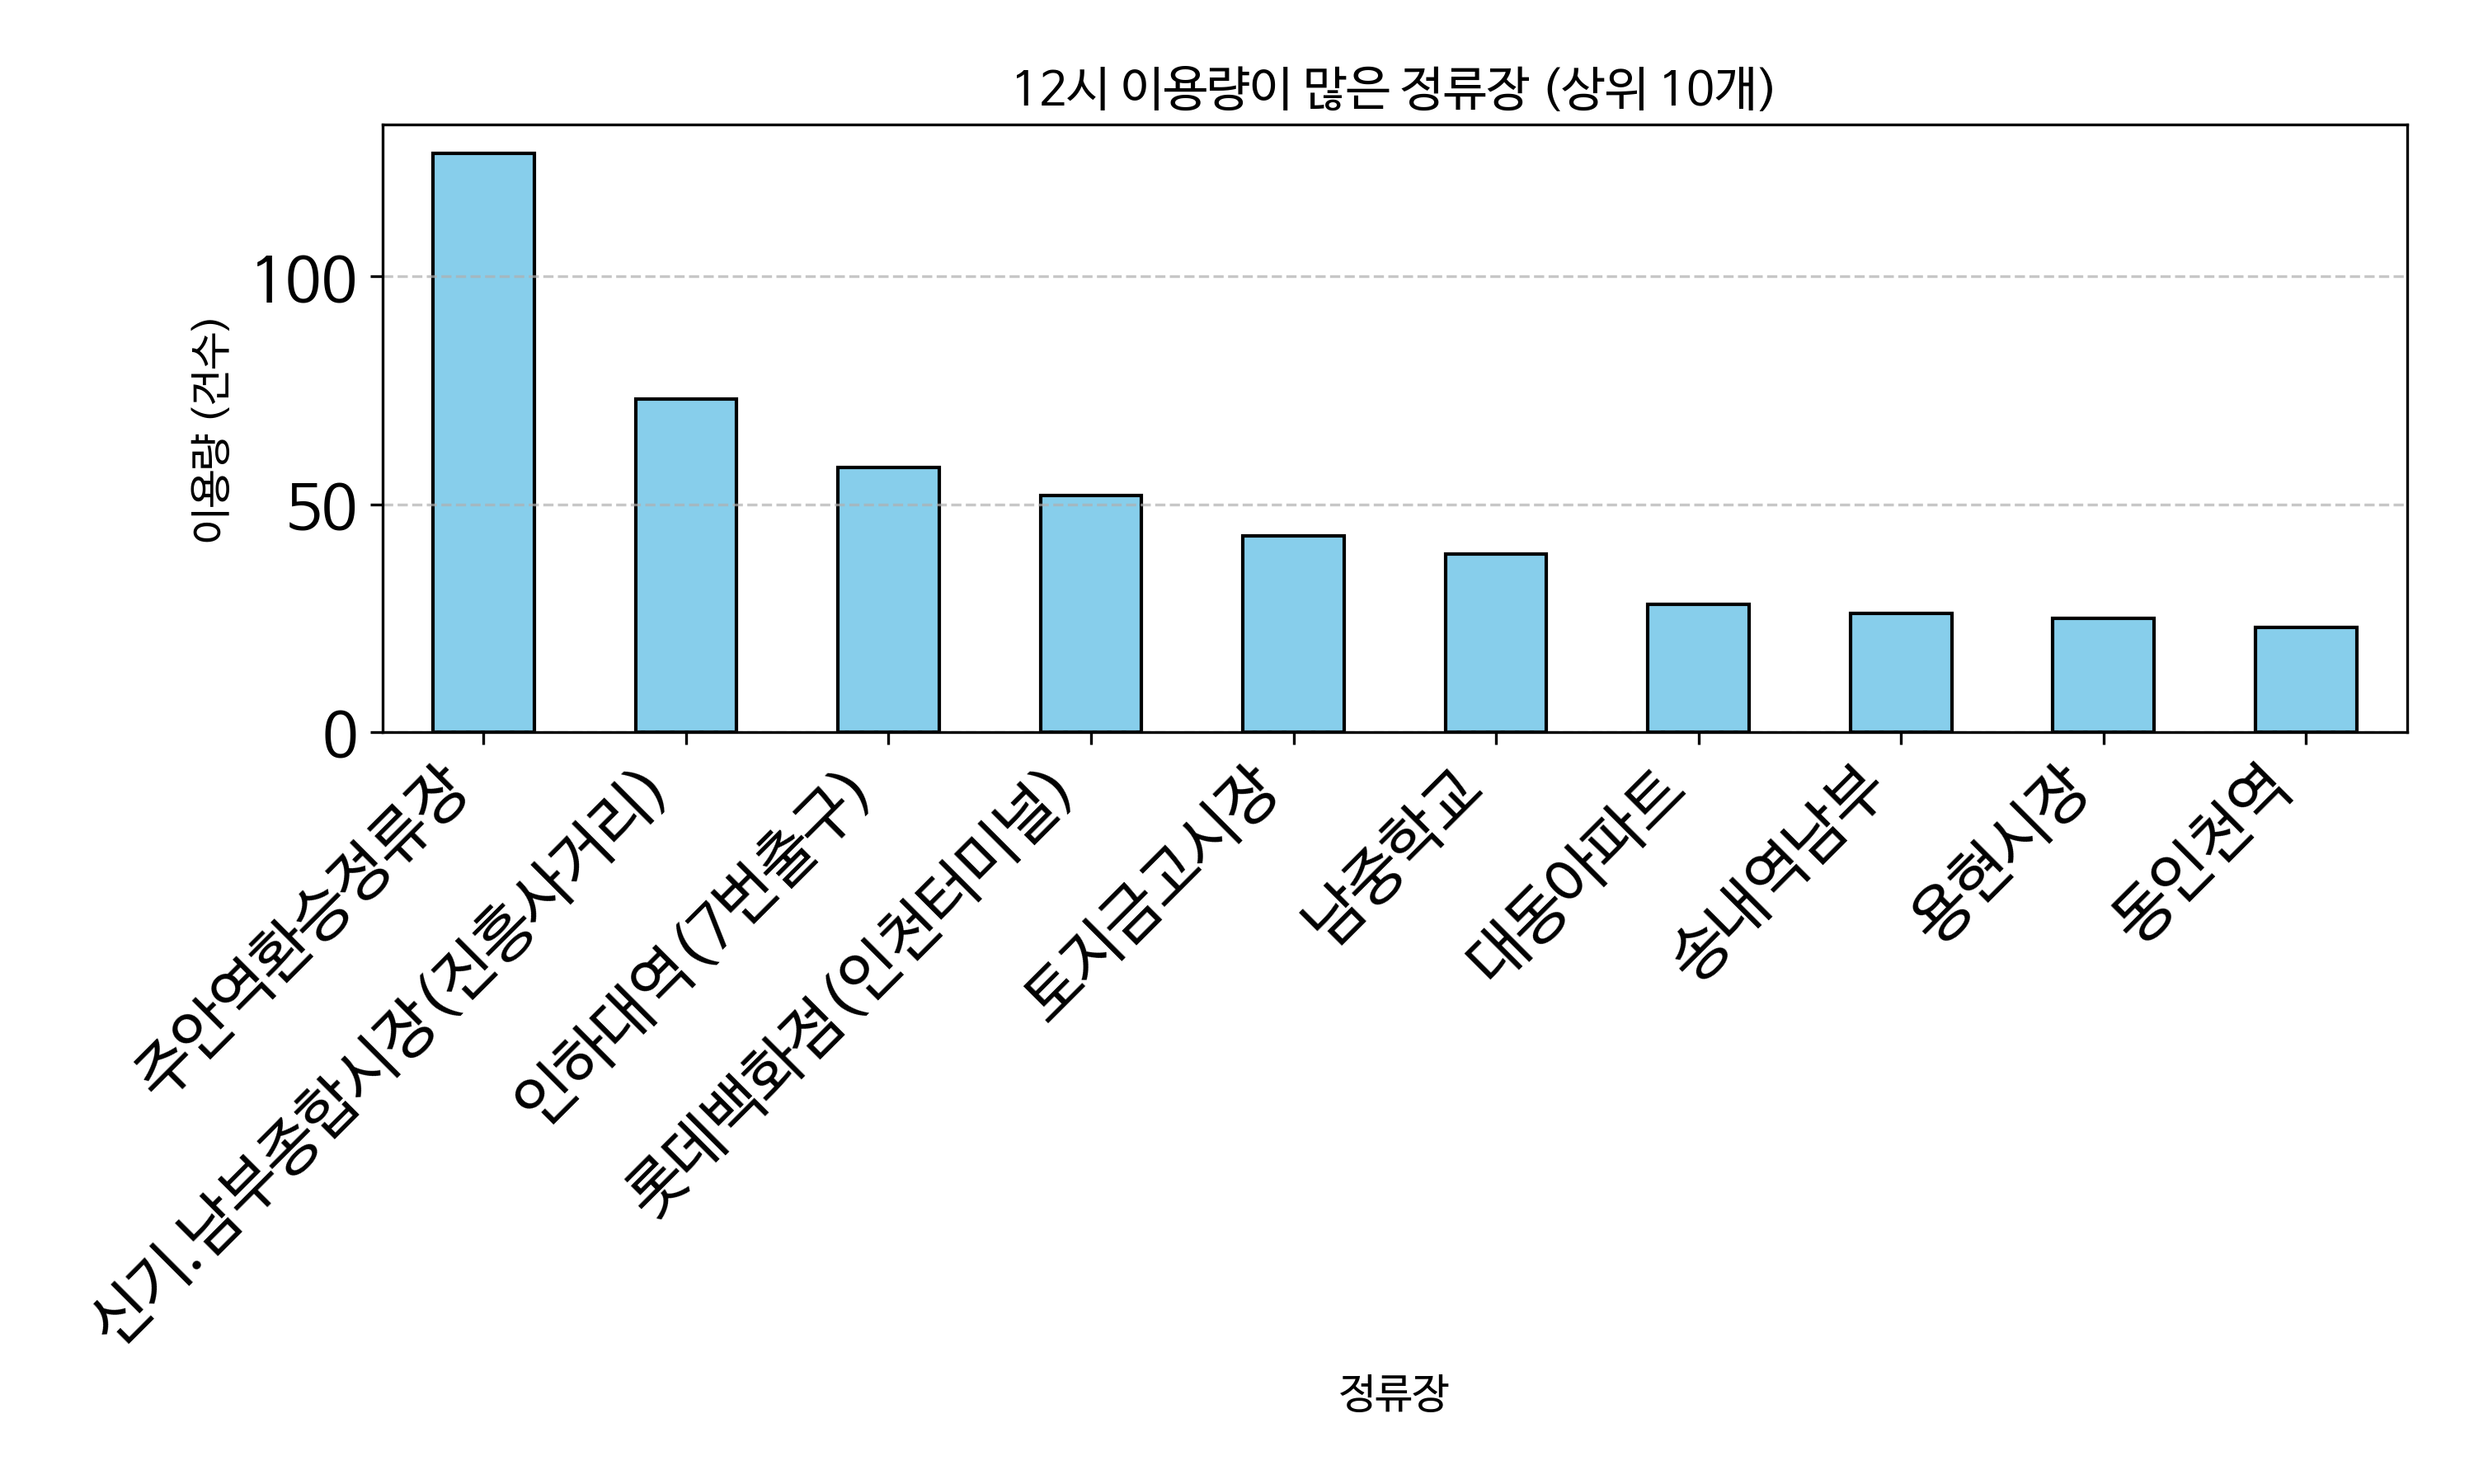 12시 이용량이 많은 정류장 (상위 10개)
이용량 (건수)
100
50
0
주안역환승정류장
신기.남부종합시장(진흥사거리)
인하대역(7번출구)
롯데백화점(인천터미널)
토지금고시장
남중학교
대동아파트
송내역남부
용현시장
동인천역
정류장